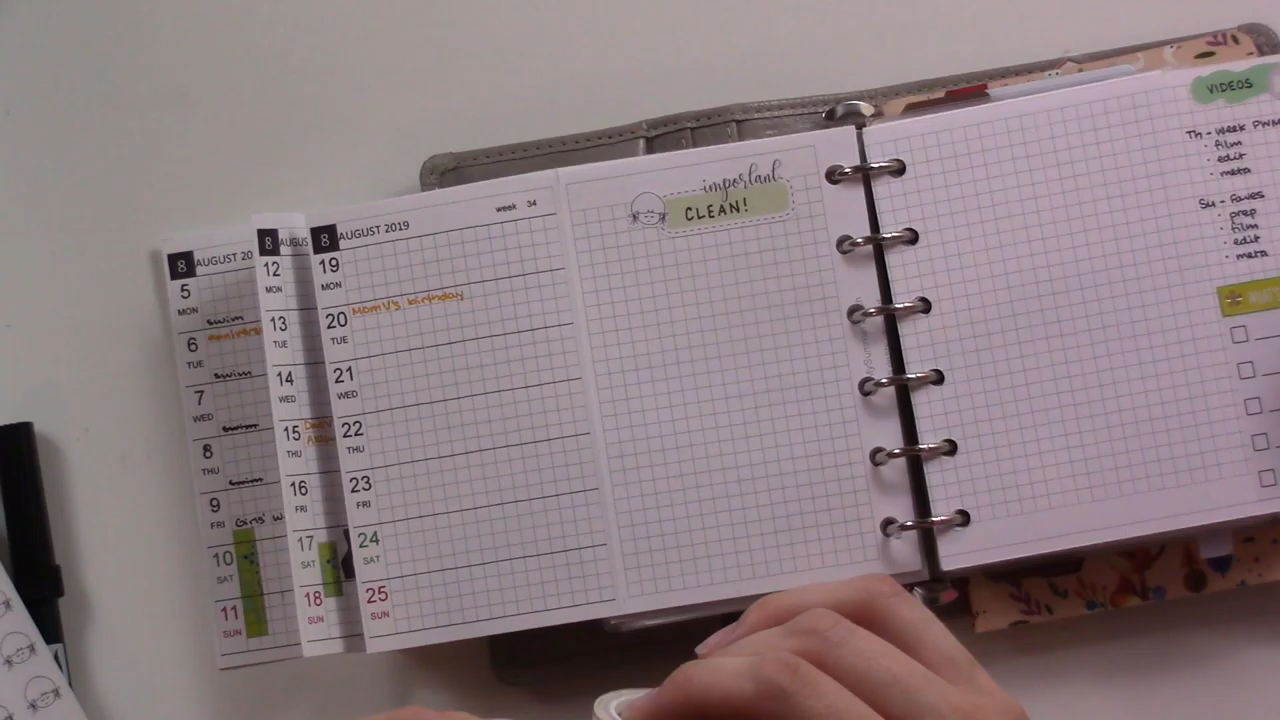 8 AUGUST 20
5
MON
swim
6
TUE
swim
7
WED
swim
8
THU
swim
9
FRI
Girls' W
10
SAT
11
SUN
8 AUGUS
12
MON
13
TUE
14
WED
15
THU
16
FRI
17
SAT
18
SUN
8 AUGUST 2019
week 34
19
MON
20
TUE
Mom V's birthday
21
WED
22
THU
23
FRI
24
SAT
25
SUN
important
CLEAN!
VIDEOS
Th - week PWM
• film
• edit
• meta
Su - faves
• prep
• film
• edit
• meta